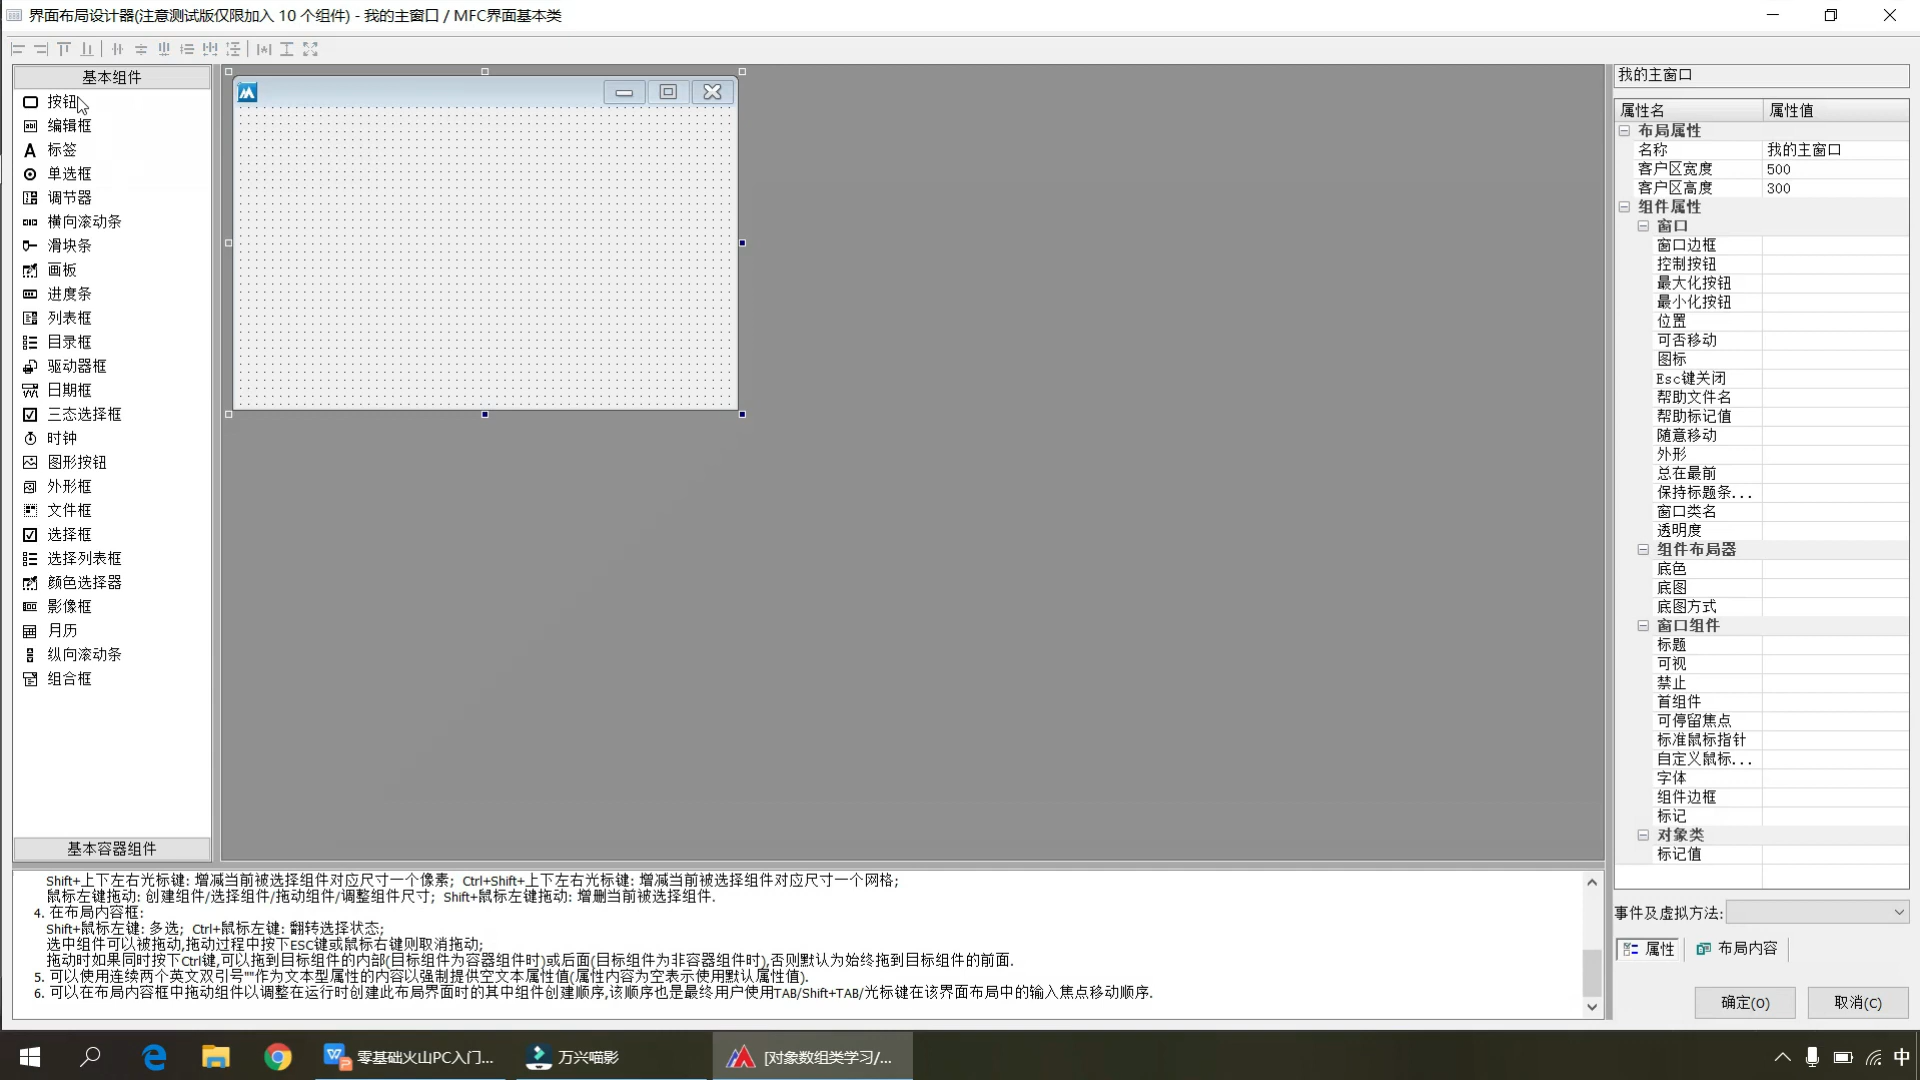 界面布局设计器(注意测试版仅限加入 10 个组件) - 我的主窗口 / MFC界面基本类
基本组件
按钮
编辑框
标签
单选框
调节器
横向滚动条
滑块条
画板
进度条
列表框
目录框
驱动器框
日期框
三态选择框
时钟
图形按钮
外形框
文件框
选择框
选择列表框
颜色选择器
影像框
月历
纵向滚动条
组合框
基本容器组件
我的主窗口
属性名 属性值
布局属性
名称 我的主窗口
客户区宽度 500
客户区高度 300
组件属性
窗口
窗口边框
控制按钮
最大化按钮
最小化按钮
位置
可否移动
图标
Esc键关闭
帮助文件名
帮助标记值
随意移动
外形
总在最前
保持标题条...
窗口类名
透明度
组件布局器
底色
底图
底图方式
窗口组件
标题
可视
禁止
首组件
可停留焦点
标准鼠标指针
自定义鼠标...
字体
组件边框
标记
对象类
标记值
事件及虚拟方法:
属性 布局内容
确定(O) 取消(C)
Shift+上下左右光标键: 增减当前被选择组件对应尺寸一个像素; Ctrl+Shift+上下左右光标键: 增减当前被选择组件对应尺寸一个网格;
鼠标左键拖动: 创建组件/选择组件/拖动组件/调整组件尺寸; Shift+鼠标左键拖动: 增删当前被选择组件.
4. 在布局内容框:
Shift+鼠标左键: 多选; Ctrl+鼠标左键: 翻转选择状态;
选中组件可以被拖动,拖动过程中按下ESC键或鼠标右键则取消拖动;
拖动时如果同时按下Ctrl键,可以拖到目标组件的内部(目标组件为容器组件时)或后面(目标组件为非容器组件时),否则默认为始终拖到目标组件的前面.
5. 可以使用连续两个英文双引号""作为文本型属性的内容以强制提供空文本属性值(属性内容为空表示使用默认属性值).
6. 可以在布局内容框中拖动组件以调整在运行时创建此布局界面时的其中组件创建顺序,该顺序也是最终用户使用TAB/Shift+TAB/光标键在该界面布局中的输入焦点移动顺序.
零基础火山PC入门... 万兴喵影 [对象数组类学习/... 中